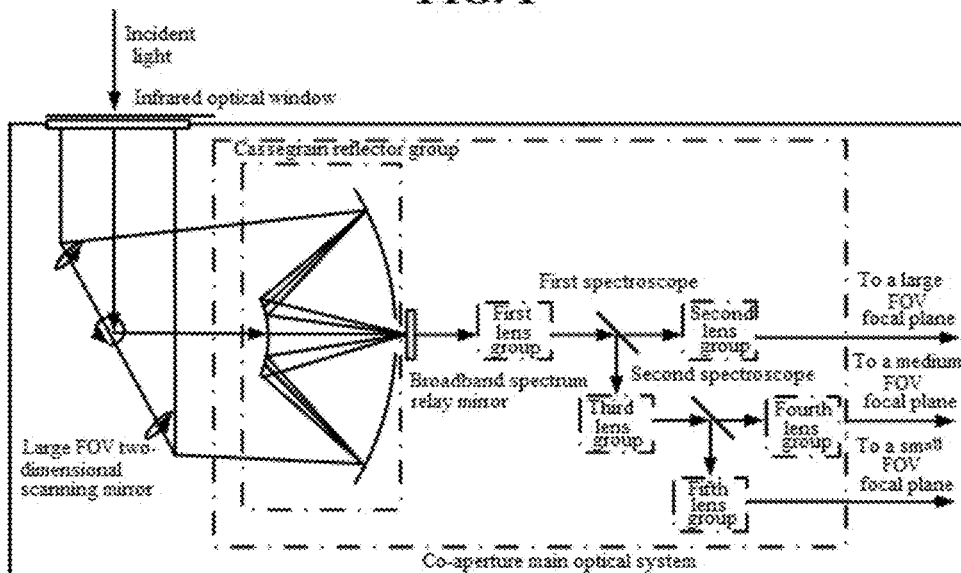 Incident
light
Infrared optical window
Cassegrain reflector group
First spectroscope
To a large
FOV
focal plane
First
lens
group
Second
lens
group
Broadband spectrum
relay mirror
Second spectroscope
To a medium
FOV
focal plane
Third
lens
group
Fourth
lens
group
To a small
FOV
focal plane
Large FOV two-
dimensional
scanning mirror
Fifth
lens
group
Co-aperture main optical system